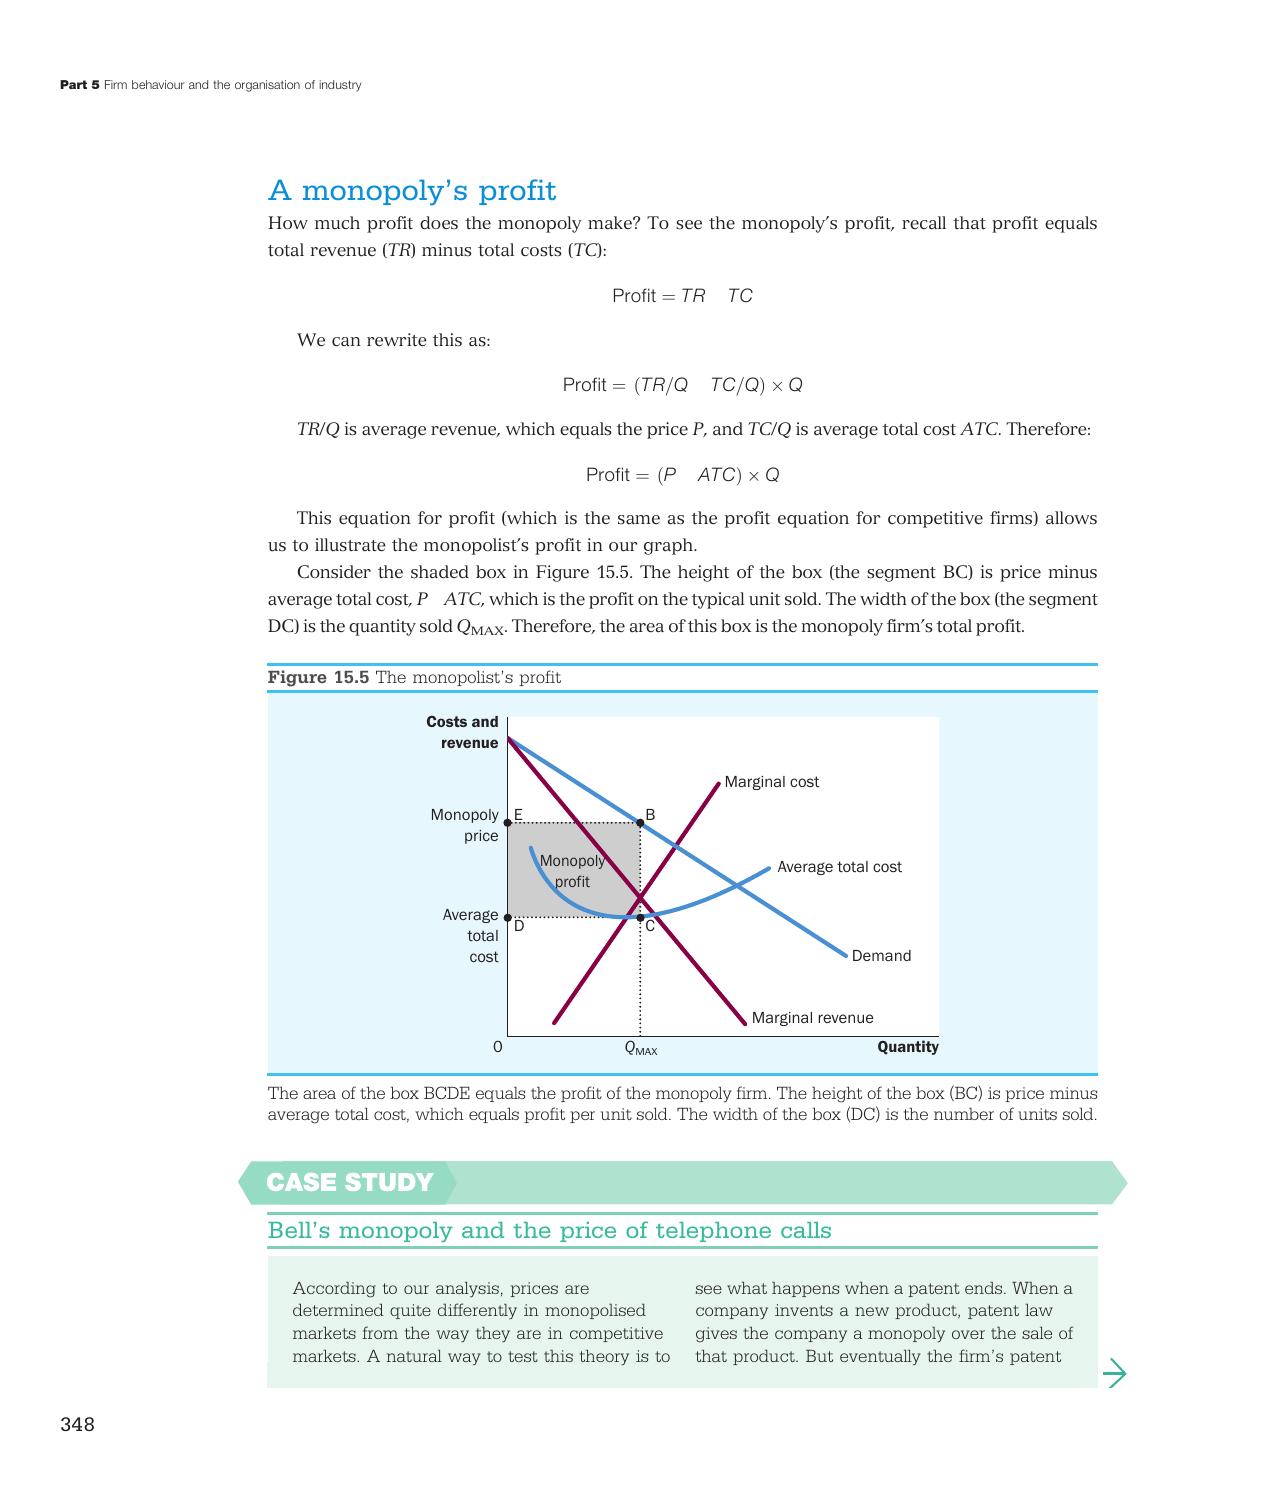 Part 5 Firm behaviour and the organisation of industry
A monopoly’s profit
How much profit does the monopoly make? To see the monopoly’s profit, recall that profit equals
total revenue (TR) minus total costs (TC):
Profit = TR TC
We can rewrite this as:
Profit = (TR/Q TC/Q) × Q
TR/Q is average revenue, which equals the price P, and TC/Q is average total cost ATC. Therefore:
Profit = (P ATC) × Q
This equation for profit (which is the same as the profit equation for competitive firms) allows
us to illustrate the monopolist’s profit in our graph.
Consider the shaded box in Figure 15.5. The height of the box (the segment BC) is price minus
average total cost, P ATC, which is the profit on the typical unit sold. The width of the box (the segment
DC) is the quantity sold QMAX. Therefore, the area of this box is the monopoly firm’s total profit.
Figure 15.5 The monopolist’s profit
Costs and
revenue
Marginal cost
Monopoly
price
E
B
Monopoly
profit
Average total cost
Average
total
cost
D
C
Demand
Marginal revenue
0
QMAX
Quantity
The area of the box BCDE equals the profit of the monopoly firm. The height of the box (BC) is price minus
average total cost, which equals profit per unit sold. The width of the box (DC) is the number of units sold.
CASE STUDY
Bell’s monopoly and the price of telephone calls
According to our analysis, prices are
determined quite differently in monopolised
markets from the way they are in competitive
markets. A natural way to test this theory is to
see what happens when a patent ends. When a
company invents a new product, patent law
gives the company a monopoly over the sale of
that product. But eventually the firm’s patent
348